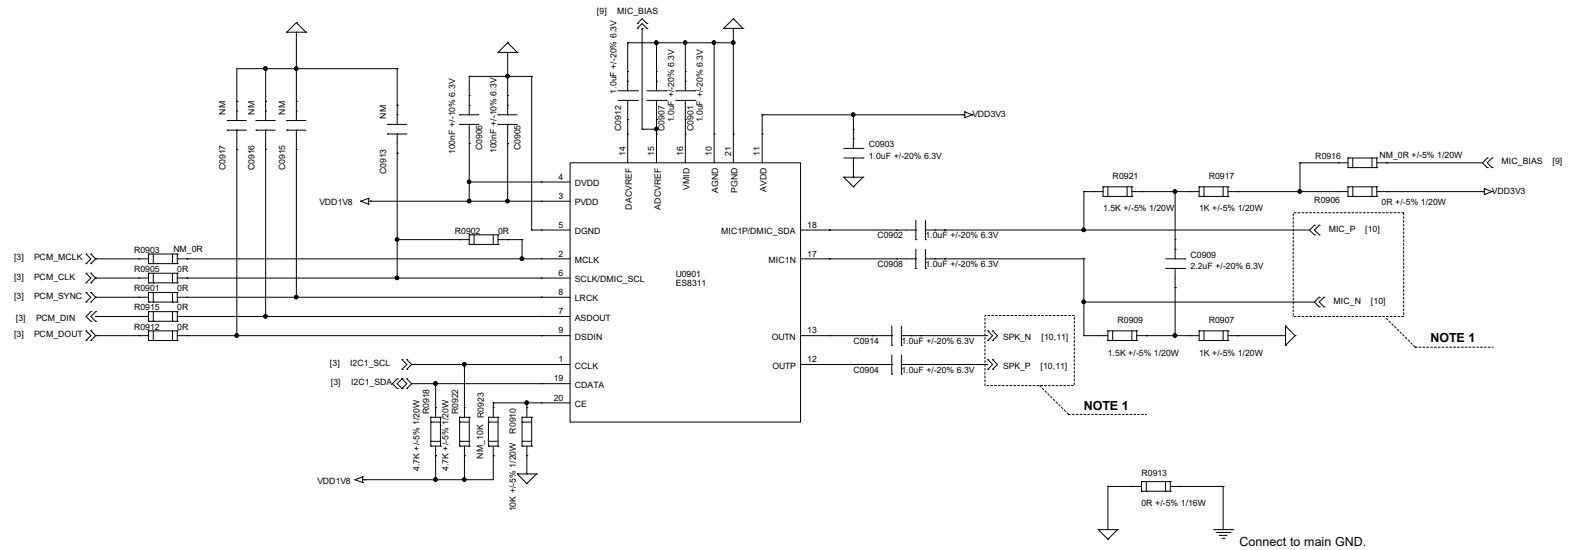 [9] MIC_BIAS
NM
NM
NM
NM
C0917
C0916
C0915
C0913
100nF +/-10% 6.3V
C0906
100nF +/-10% 6.3V
C0905
1.0uF +/-20% 6.3V
C0912
1.0uF +/-20% 6.3V
C0907
1.0uF +/-20% 6.3V
C0901
14
15
16
10
21
11
DACVREF
ADCVREF
VMID
AGND
PGND
AVDD
VDD3V3
C0903
1.0uF +/-20% 6.3V
VDD1V8
4 DVDD
3 PVDD
5 DGND
R0902 0R
2 MCLK
6 SCLK/DMIC_SCL
8 LRCK
7 ASDOUT
9 DSDIN
1 CCLK
19 CDATA
20 CE
U0901
ES8311
MIC1P/DMIC_SDA 18
MIC1N 17
OUTN 13
OUTP 12
[3] PCM_MCLK R0903 NM_0R
[3] PCM_CLK R0905 0R
[3] PCM_SYNC R0901 0R
[3] PCM_DIN R0915 0R
[3] PCM_DOUT R0912 0R
[3] I2C1_SCL
[3] I2C1_SDA
4.7K +/-5% 1/20W
R0918
4.7K +/-5% 1/20W
R0922
NM_10K
R0923
10K +/-5% 1/20W
R0910
VDD1V8
C0902 1.0uF +/-20% 6.3V
C0908 1.0uF +/-20% 6.3V
C0914 1.0uF +/-20% 6.3V
C0904 1.0uF +/-20% 6.3V
SPK_N [10,11]
SPK_P [10,11]
NOTE 1
R0921
1.5K +/-5% 1/20W
R0917
1K +/-5% 1/20W
R0916 NM_0R +/-5% 1/20W
MIC_BIAS [9]
R0906 0R +/-5% 1/20W
VDD3V3
MIC_P [10]
C0909
2.2uF +/-20% 6.3V
MIC_N [10]
R0909
1.5K +/-5% 1/20W
R0907
1K +/-5% 1/20W
NOTE 1
R0913
0R +/-5% 1/16W
Connect to main GND.